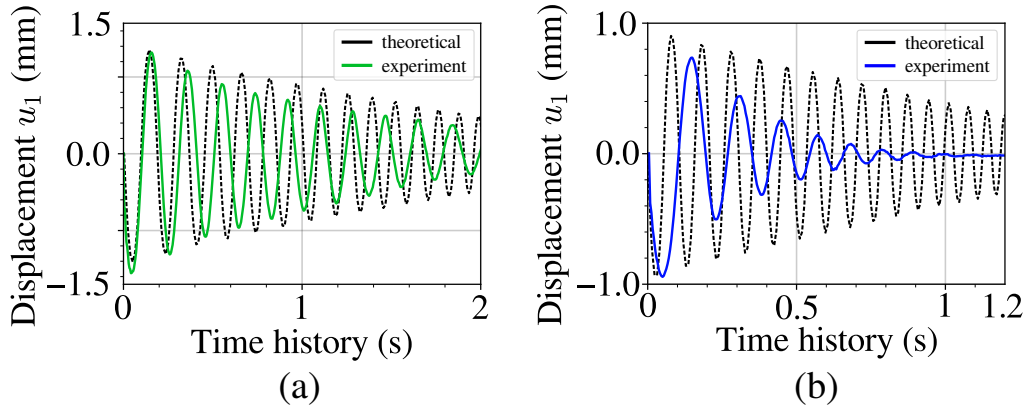 1.5
0.0
−1.5
Displacement u1 (mm)
theoretical
experiment
0
1
2
Time history (s)
(a)
1.0
0.0
−1.0
Displacement u1 (mm)
theoretical
experiment
0
0.5
1
1.2
Time history (s)
(b)